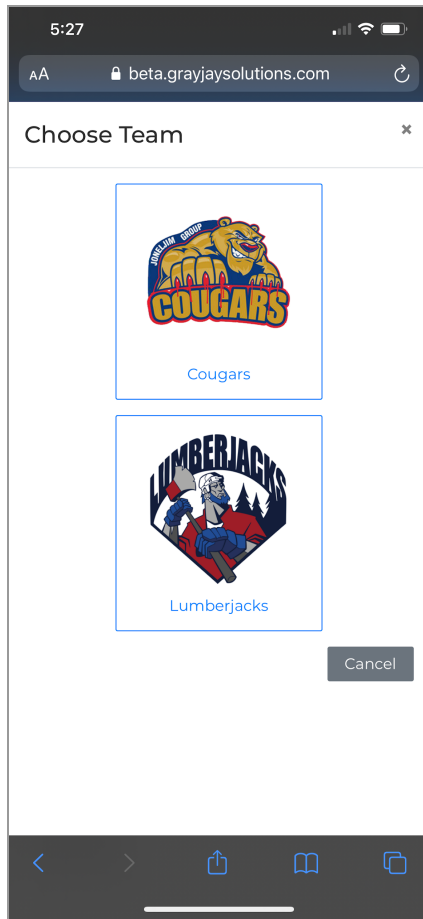 5:27
AA beta.grayjaysolutions.com
Choose Team ×
JONELJIM GROUP
COUGARS
Cougars
LUMBERJACKS
Lumberjacks
Cancel